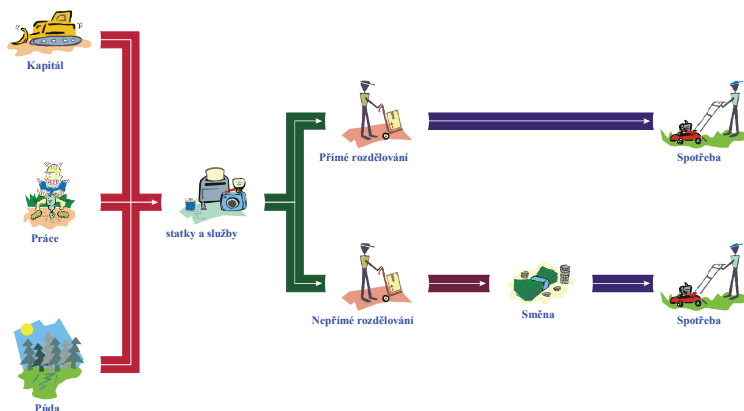 Kapitál
Práce
Půda
statky a služby
Přímé rozdělování
Spotřeba
Nepřímé rozdělování
Směna
Spotřeba